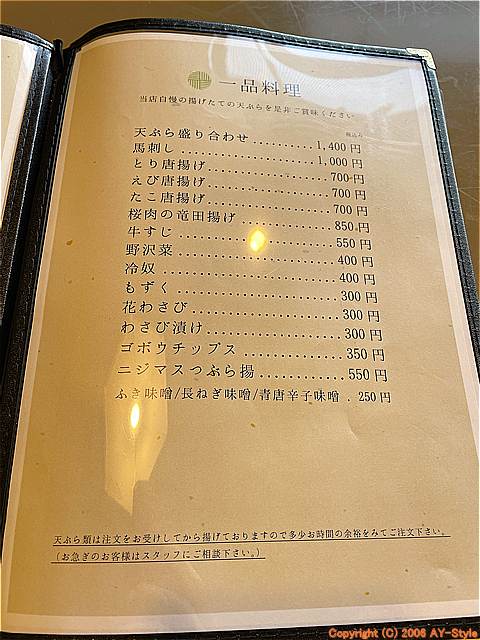 一品料理
当店自慢の揚げたての天ぷらを是非ご賞味ください
税込み
天ぷら盛り合わせ..........1,400円
馬刺し..................1,000円
とり唐揚げ................700円
えび唐揚げ................700円
たこ唐揚げ................700円
桜肉の竜田揚げ............850円
牛すじ....................550円
野沢菜....................400円
冷奴......................400円
もずく....................300円
花わさび..................300円
わさび漬け................300円
ゴボウチップス............350円
ニジマスつぶら揚..........550円
ふき味噌/長ねぎ味噌/青唐辛子味噌.250円
天ぷら類は注文をお受けしてから揚げておりますので多少お時間の余裕をみてご注文下さい。
(お急ぎのお客様はスタッフにご相談下さい。)
Copyright (C) 2006 AY-Style